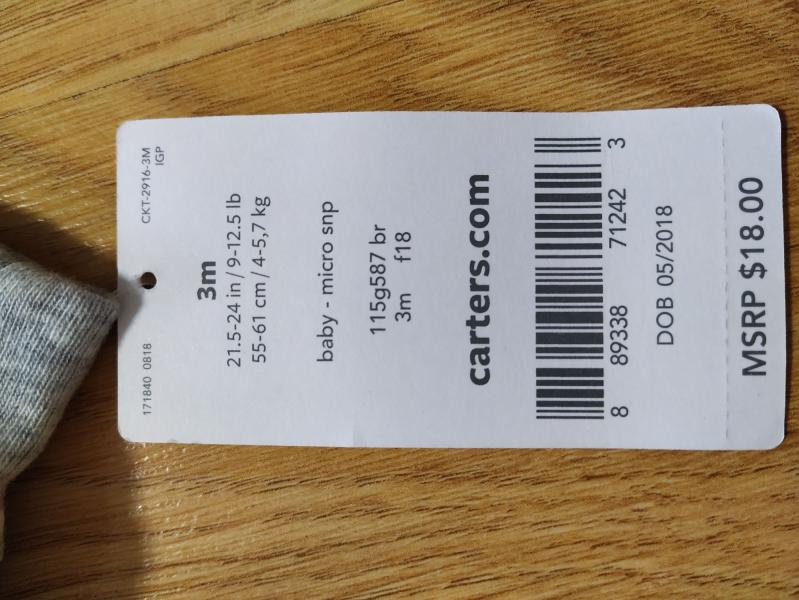 171840 0818
CKT-2916-3M
IGP
3m
21.5-24 in / 9-12.5 lb
55-61 cm / 4-5,7 kg
baby - micro snp
115g587 br
3m f18
carters.com
8 89338 71242 3
DOB 05/2018
MSRP $18.00